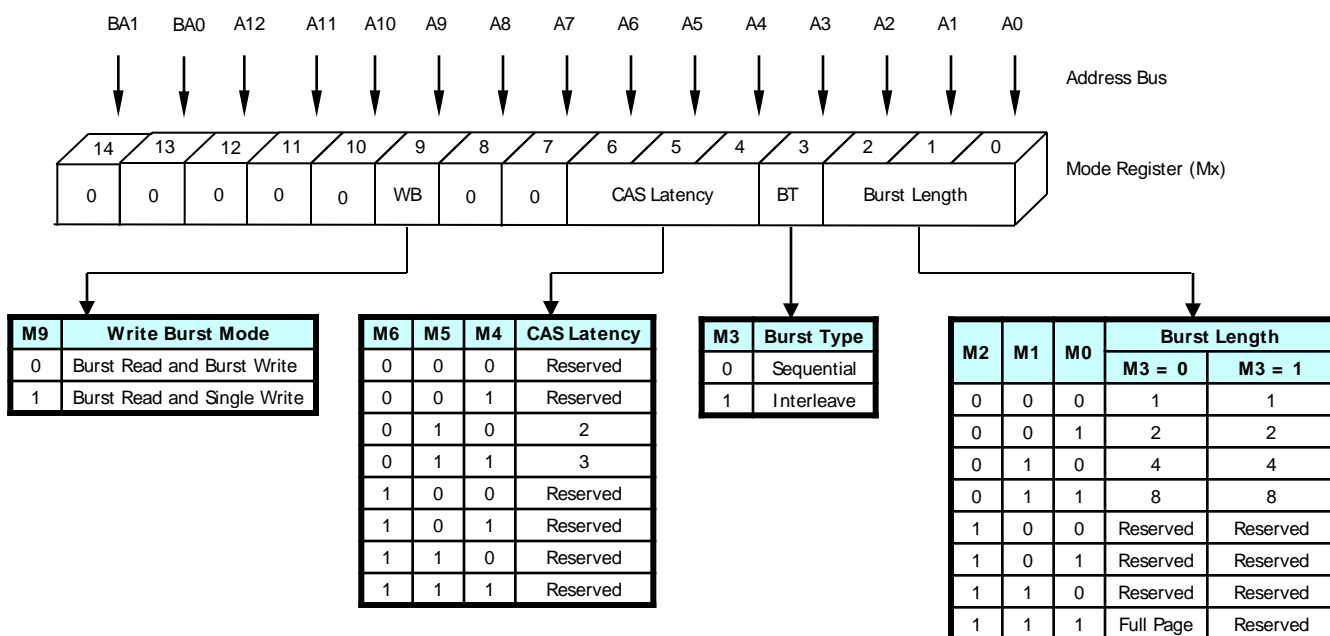 BA1 BA0 A12 A11 A10 A9 A8 A7 A6 A5 A4 A3 A2 A1 A0
Address Bus
14 13 12 11 10 9 8 7 6 5 4 3 2 1 0
Mode Register (Mx)
0 0 0 0 0 WB 0 0 CAS Latency BT Burst Length
M9 Write Burst Mode
0 Burst Read and Burst Write
1 Burst Read and Single Write
M6 M5 M4 CAS Latency
0 0 0 Reserved
0 0 1 Reserved
0 1 0 2
0 1 1 3
1 0 0 Reserved
1 0 1 Reserved
1 1 0 Reserved
1 1 1 Reserved
M3 Burst Type
0 Sequential
1 Interleave
M2 M1 M0 Burst Length
M3 = 0 M3 = 1
0 0 0 1 1
0 0 1 2 2
0 1 0 4 4
0 1 1 8 8
1 0 0 Reserved Reserved
1 0 1 Reserved Reserved
1 1 0 Reserved Reserved
1 1 1 Full Page Reserved